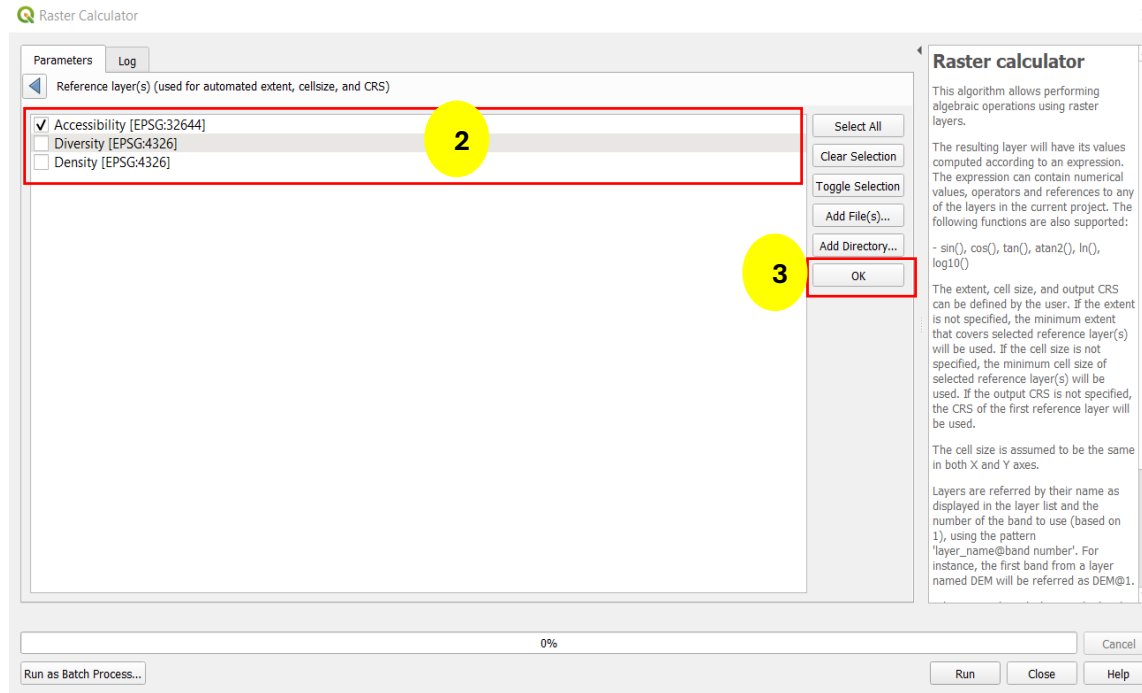 Raster Calculator
Parameters
Log
Reference layer(s) (used for automated extent, cellsize, and CRS)
Accessibility [EPSG:32644]
Diversity [EPSG:4326]
Density [EPSG:4326]
2
Select All
Clear Selection
Toggle Selection
Add File(s)...
Add Directory...
3
OK
Raster calculator
This algorithm allows performing
algebraic operations using raster
layers.
The resulting layer will have its values
computed according to an expression.
The expression can contain numerical
values, operators and references to any
of the layers in the current project. The
following functions are also supported:
- sin(), cos(), tan(), atan2(), ln(),
log10()
The extent, cell size, and output CRS
can be defined by the user. If the extent
is not specified, the minimum extent
that covers selected reference layer(s)
will be used. If the cell size is not
specified, the minimum cell size of
selected reference layer(s) will be
used. If the output CRS is not specified,
the CRS of the first reference layer will
be used.
The cell size is assumed to be the same
in both X and Y axes.
Layers are referred by their name as
displayed in the layer list and the
number of the band to use (based on
1), using the pattern
'layer_name@band number'. For
instance, the first band from a layer
named DEM will be referred as DEM@1.
0%
Cancel
Run as Batch Process...
Run
Close
Help